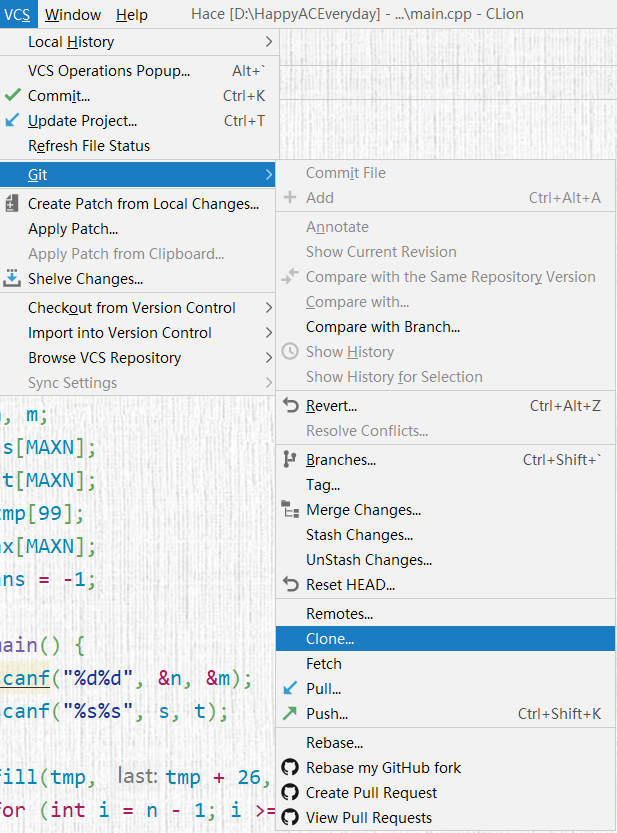 VCS Window Help Hace [D:\HappyACEveryday] - ...\main.cpp - CLion
Local History
VCS Operations Popup... Alt+`
Commit... Ctrl+K
Update Project... Ctrl+T
Refresh File Status
Git
Create Patch from Local Changes...
Apply Patch...
Apply Patch from Clipboard...
Shelve Changes...
Checkout from Version Control
Import into Version Control
Browse VCS Repository
Sync Settings
Commit File
Add Ctrl+Alt+A
Annotate
Show Current Revision
Compare with the Same Repository Version
Compare with...
Compare with Branch...
Show History
Show History for Selection
Revert... Ctrl+Alt+Z
Resolve Conflicts...
Branches... Ctrl+Shift+`
Tag...
Merge Changes...
Stash Changes...
UnStash Changes...
Reset HEAD...
Remotes...
Clone...
Fetch
Pull...
Push... Ctrl+Shift+K
Rebase...
Rebase my GitHub fork
Create Pull Request
View Pull Requests
, m;
s[MAXN];
t[MAXN];
mp[99];
x[MAXN];
ns = -1;
main() {
canf("%d%d", &n, &m);
canf("%s%s", s, t);
fill(tmp, last: tmp + 26,
for (int i = n - 1; i >=